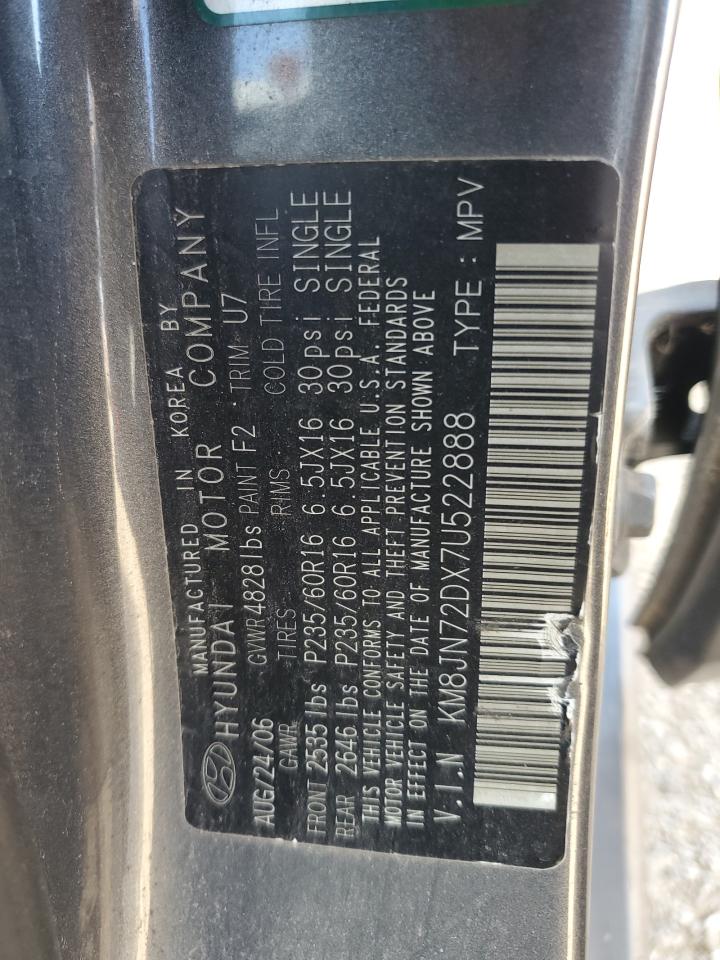 MANUFACTURED IN KOREA BY
HYUNDAI MOTOR COMPANY
AUG/24/06 GVWR 4828 lbs PAINT F2 · TRIM U7
GAWR TIRES RIMS COLD TIRE INFL
FRONT 2535 lbs P235/60R16 6.5JX16 30psi SINGLE
REAR 2646 lbs P235/60R16 6.5JX16 30psi SINGLE
THIS VEHICLE CONFORMS TO ALL APPLICABLE U.S.A. FEDERAL
MOTOR VEHICLE SAFETY AND THEFT PREVENTION STANDARDS
IN EFFECT ON THE DATE OF MANUFACTURE SHOWN ABOVE
V.I.N KM8JN72DX7U522888 TYPE : MPV